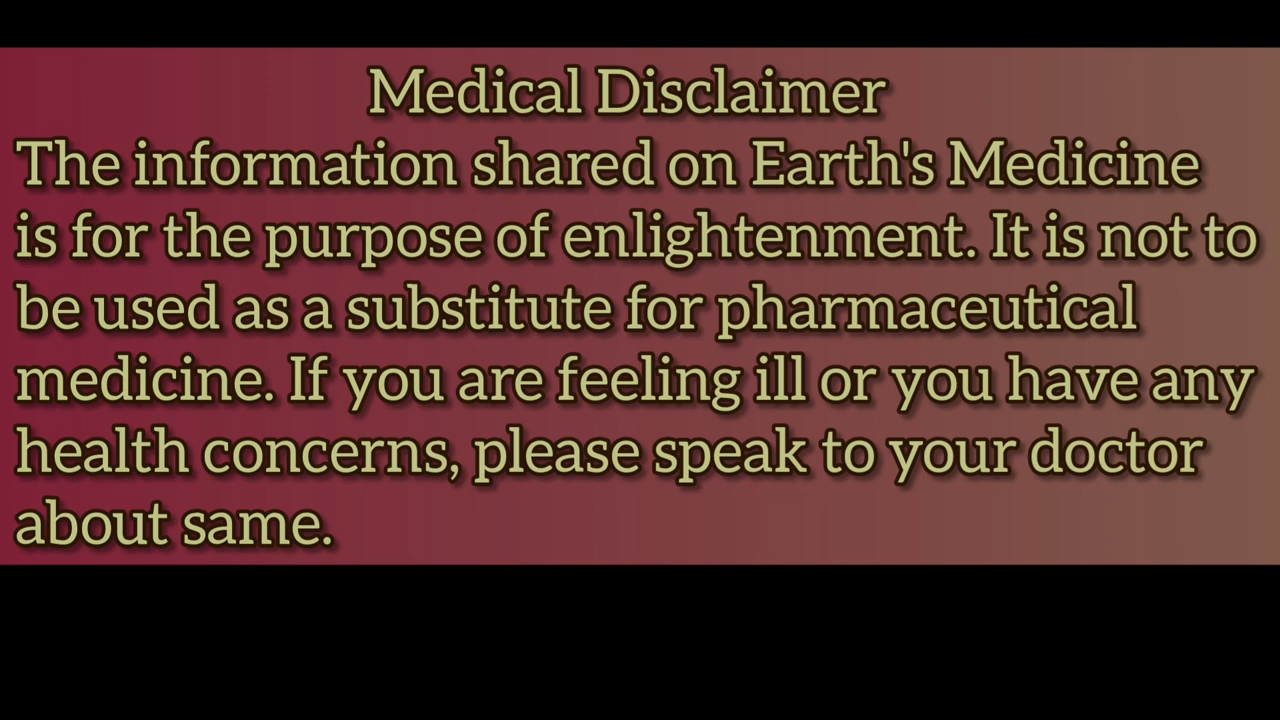 Medical Disclaimer
The information shared on Earth's Medicine
is for the purpose of enlightenment. It is not to
be used as a substitute for pharmaceutical
medicine. If you are feeling ill or you have any
health concerns, please speak to your doctor
about same.